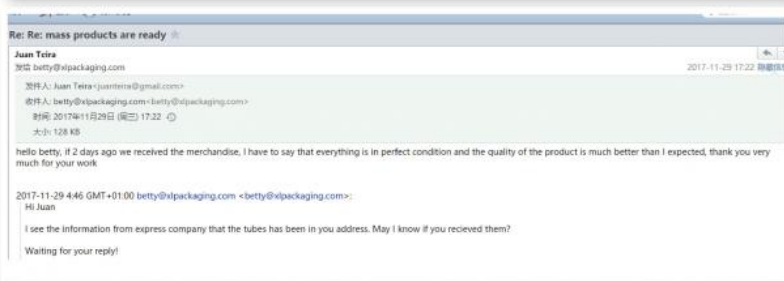 Re: Re: mass products are ready
Juan Teira
发给 betty@xlpackaging.com
2017-11-29 17:22 隐藏信息
发件人: Juan Teira<juanteira@gmail.com>
收件人: betty@xlpackaging.com<betty@xlpackaging.com>
时间: 2017年11月29日 (周三) 17:22
大小: 128 KB
hello betty, if 2 days ago we received the merchandise, I have to say that everything is in perfect condition and the quality of the product is much better than I expected, thank you very
much for your work
2017-11-29 4:46 GMT+01:00 betty@xlpackaging.com <betty@xlpackaging.com>:
Hi Juan
I see the information from express company that the tubes has been in you address. May I know if you recieved them?
Waiting for your reply!